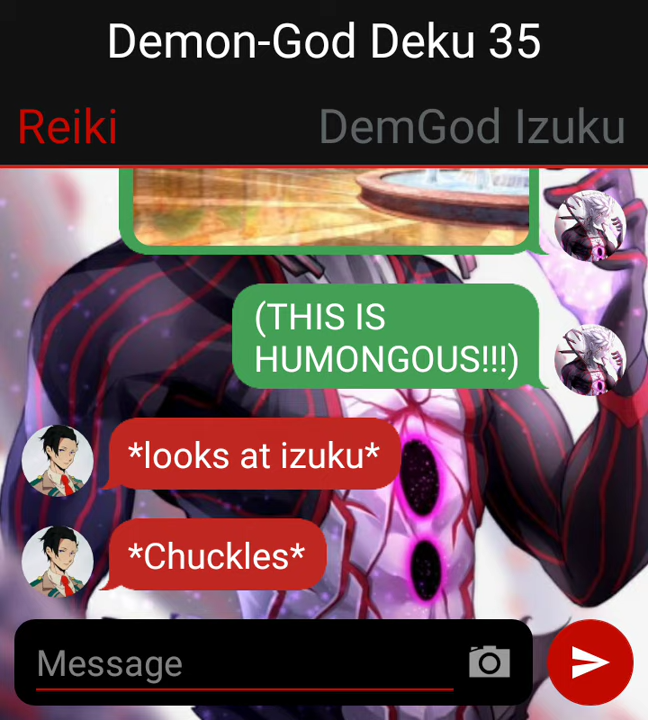 Demon-God Deku 35
Reiki
DemGod Izuku
(THIS IS
HUMONGOUS!!!)
*looks at izuku*
*Chuckles*
Message